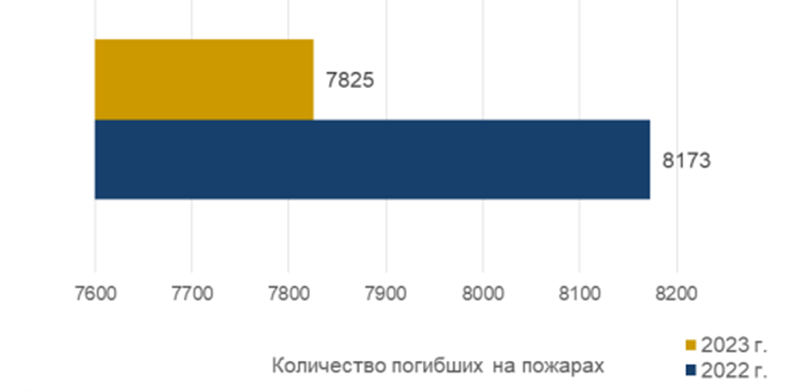 7825
8173
7600 7700 7800 7900 8000 8100 8200
2023 г.
Количество погибших на пожарах
2022 г.